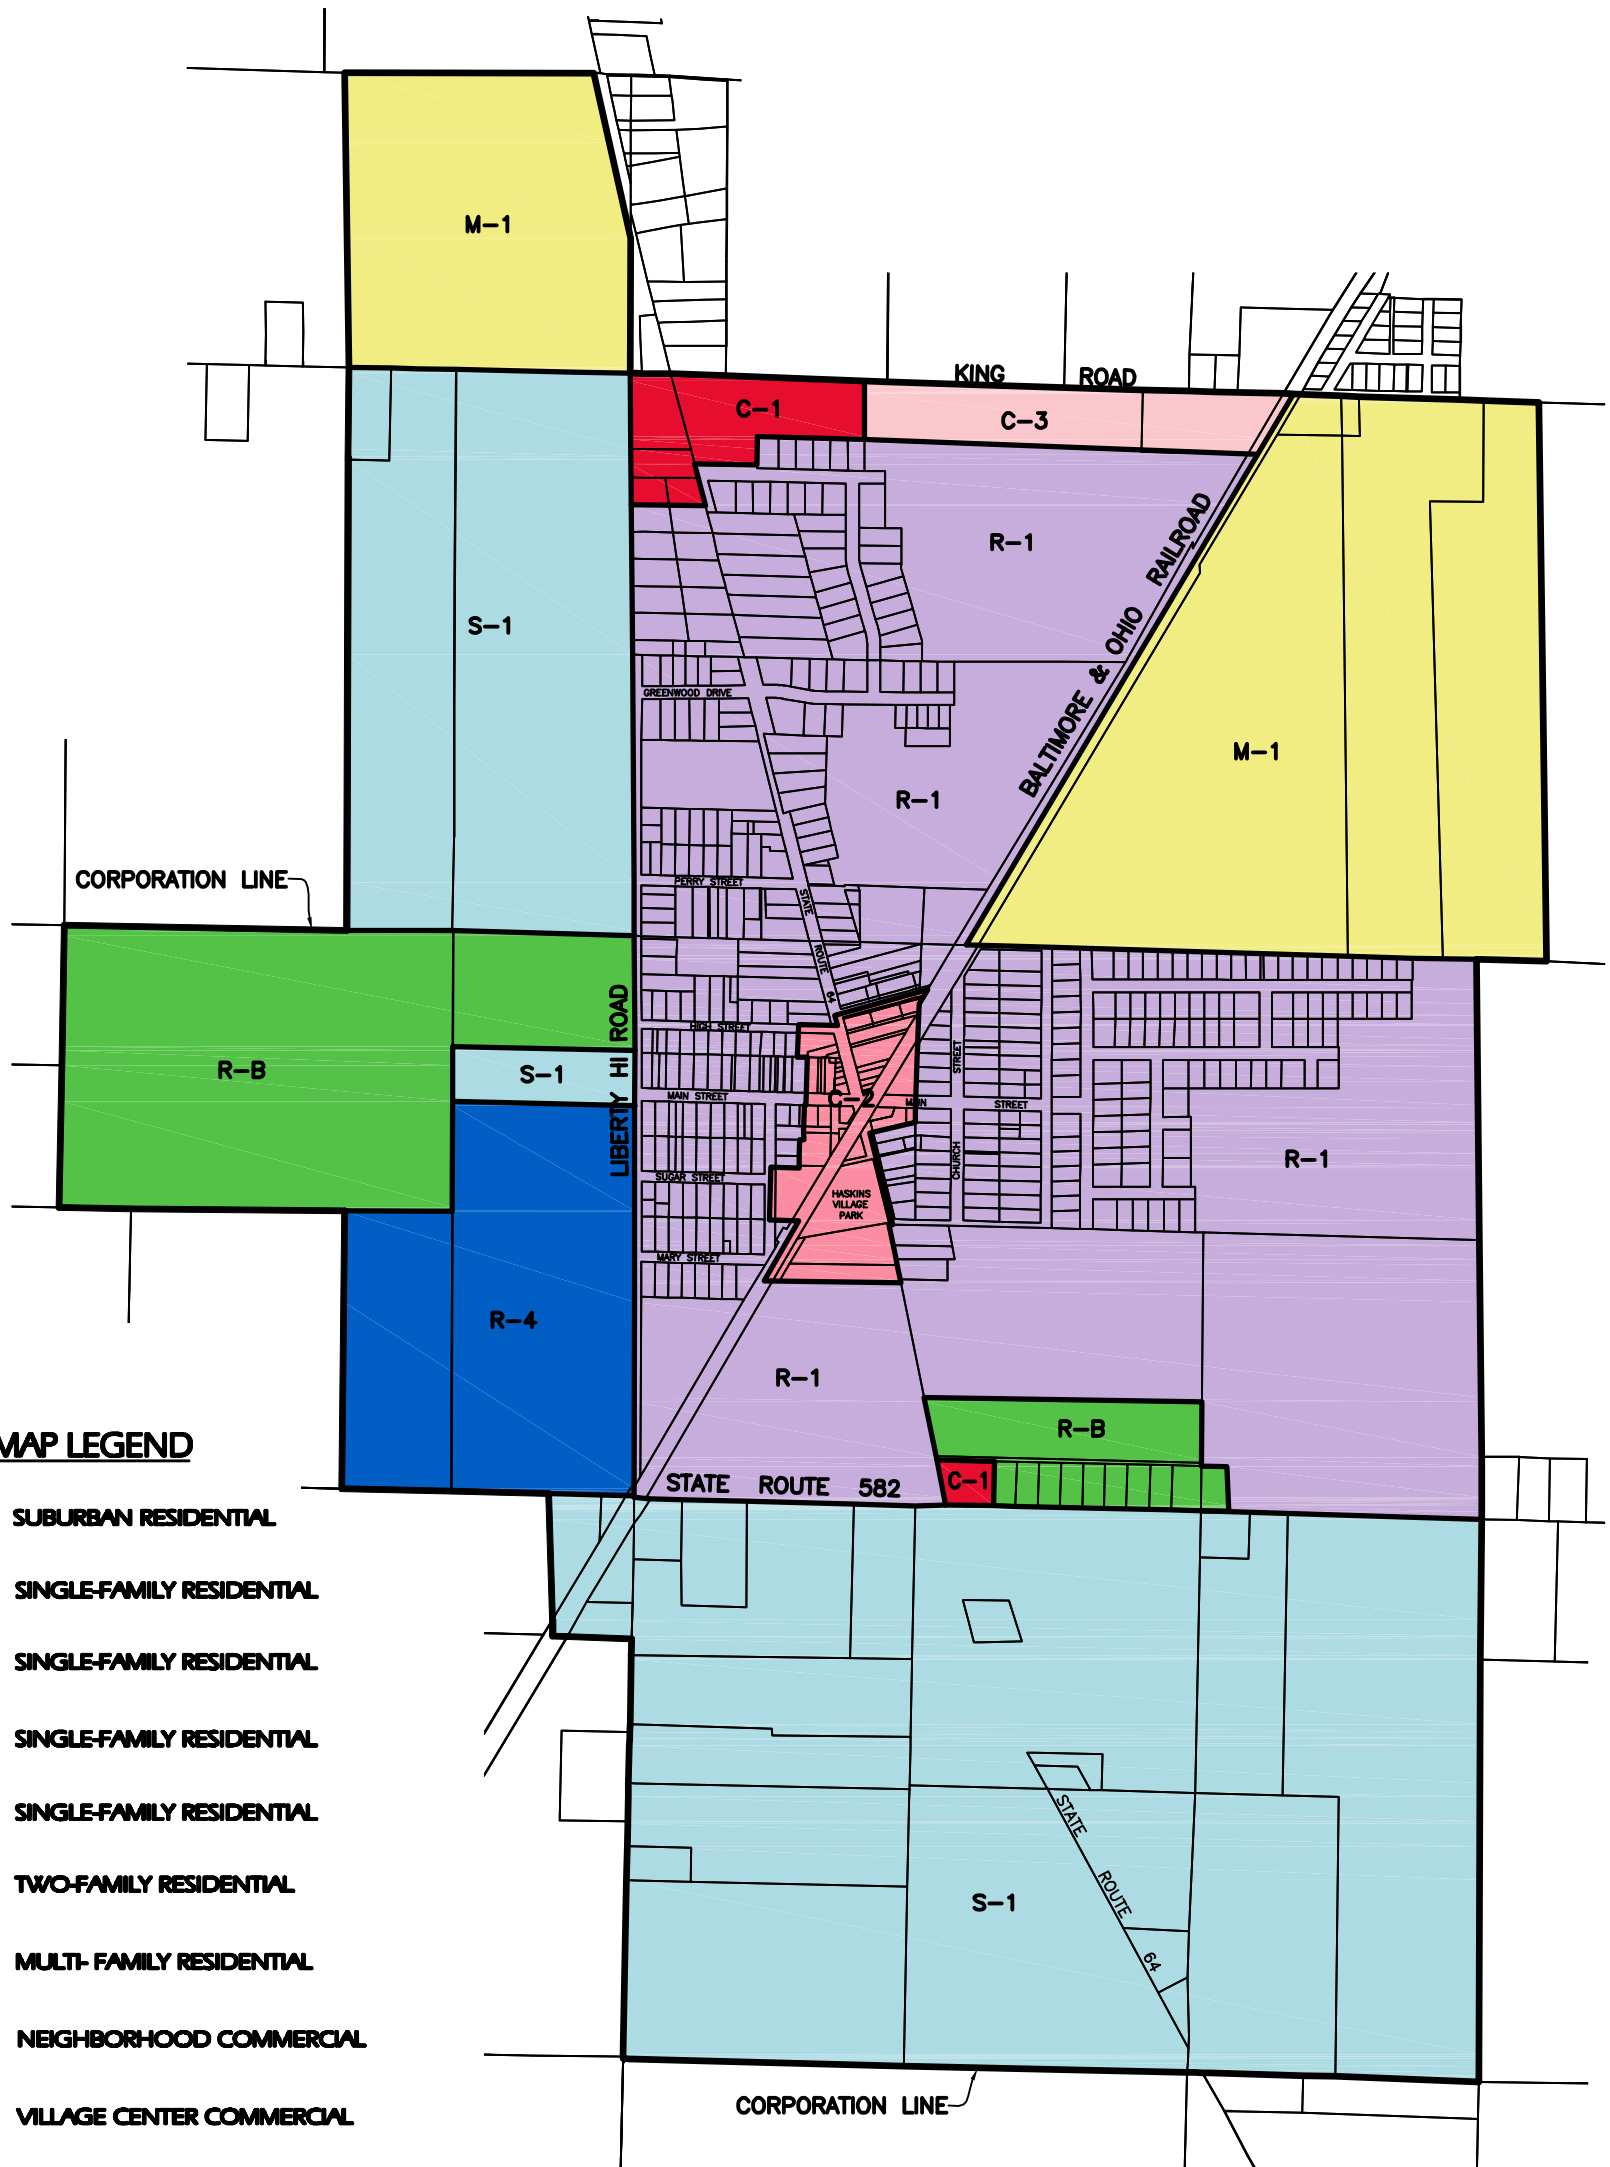 M-1
KING ROAD
C-1
C-3
R-1
BALTIMORE & OHIO RAILROAD
S-1
GREENWOOD DRIVE
M-1
R-1
CORPORATION LINE
PERRY STREET
STATE ROUTE 64
LIBERTY HI ROAD
HIGH STREET
STREET
R-B
S-1
MAIN STREET
C-2
MAIN STREET
CHURCH
R-1
SUGAR STREET
HASKINS
VILLAGE
PARK
MARY STREET
R-4
R-1
R-B
MAP LEGEND
STATE ROUTE 582
C-1
SUBURBAN RESIDENTIAL
SINGLE-FAMILY RESIDENTIAL
SINGLE-FAMILY RESIDENTIAL
SINGLE-FAMILY RESIDENTIAL
SINGLE-FAMILY RESIDENTIAL
STATE ROUTE 64
TWO-FAMILY RESIDENTIAL
S-1
MULTI- FAMILY RESIDENTIAL
NEIGHBORHOOD COMMERCIAL
CORPORATION LINE
VILLAGE CENTER COMMERCIAL